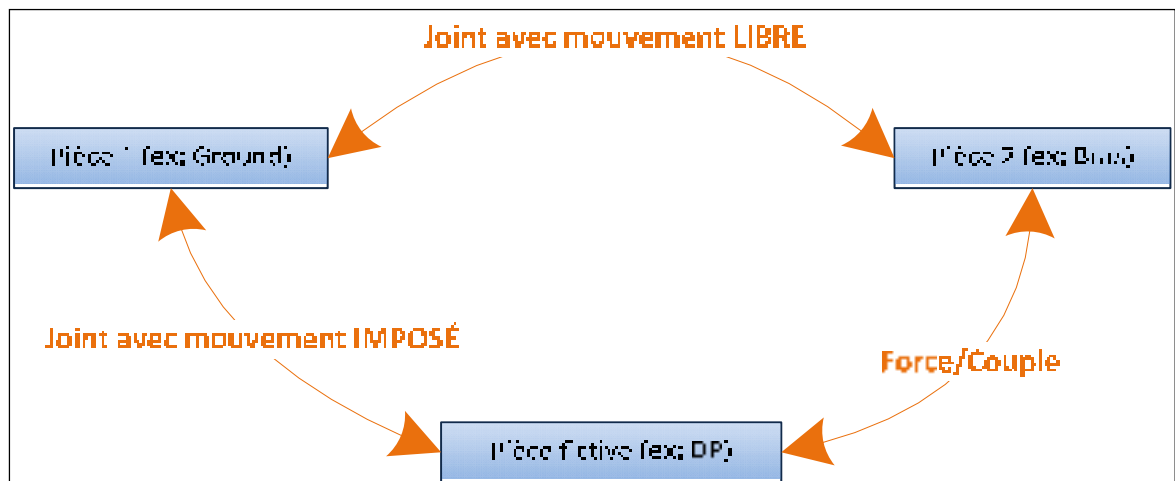 Joint avec mouvement LIBRE
Pièce 1 (ex: Ground)
Pièce 2 (ex: Bras)
Joint avec mouvement IMPOSÉ
Force/Couple
Pièce fictive (ex: DP)